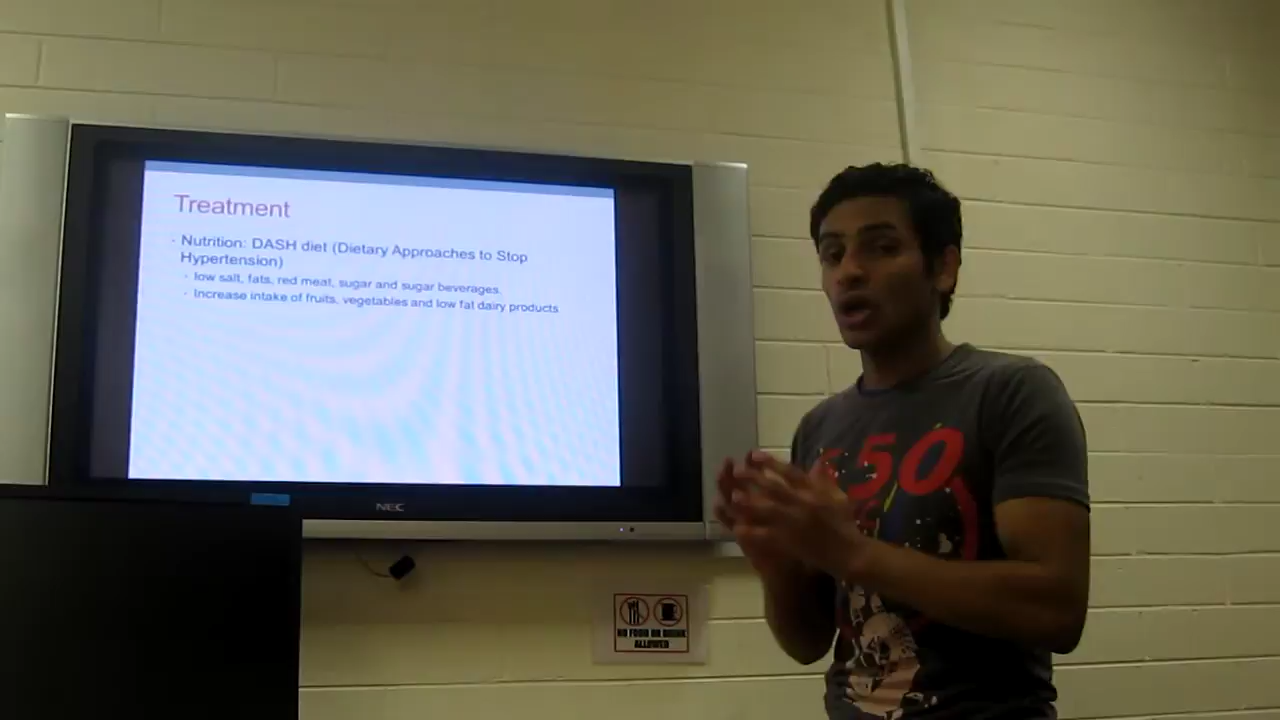 Treatment
· Nutrition: DASH diet (Dietary Approaches to Stop
Hypertension)
· low salt, fats, red meat, sugar and sugar beverages.
· Increase intake of fruits, vegetables and low fat dairy products
NEC
50
NO FOOD OR DRINK
ALLOWED